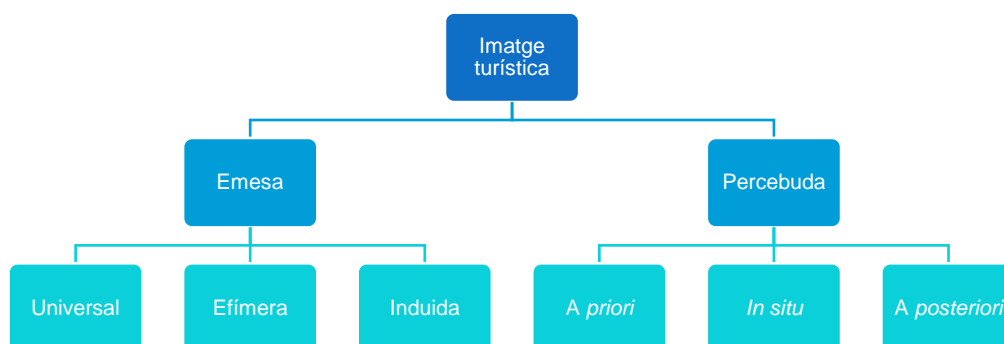 Imatge
turística
Emesa
Percebuda
Universal
Efímera
Induida
A priori
In situ
A posteriori